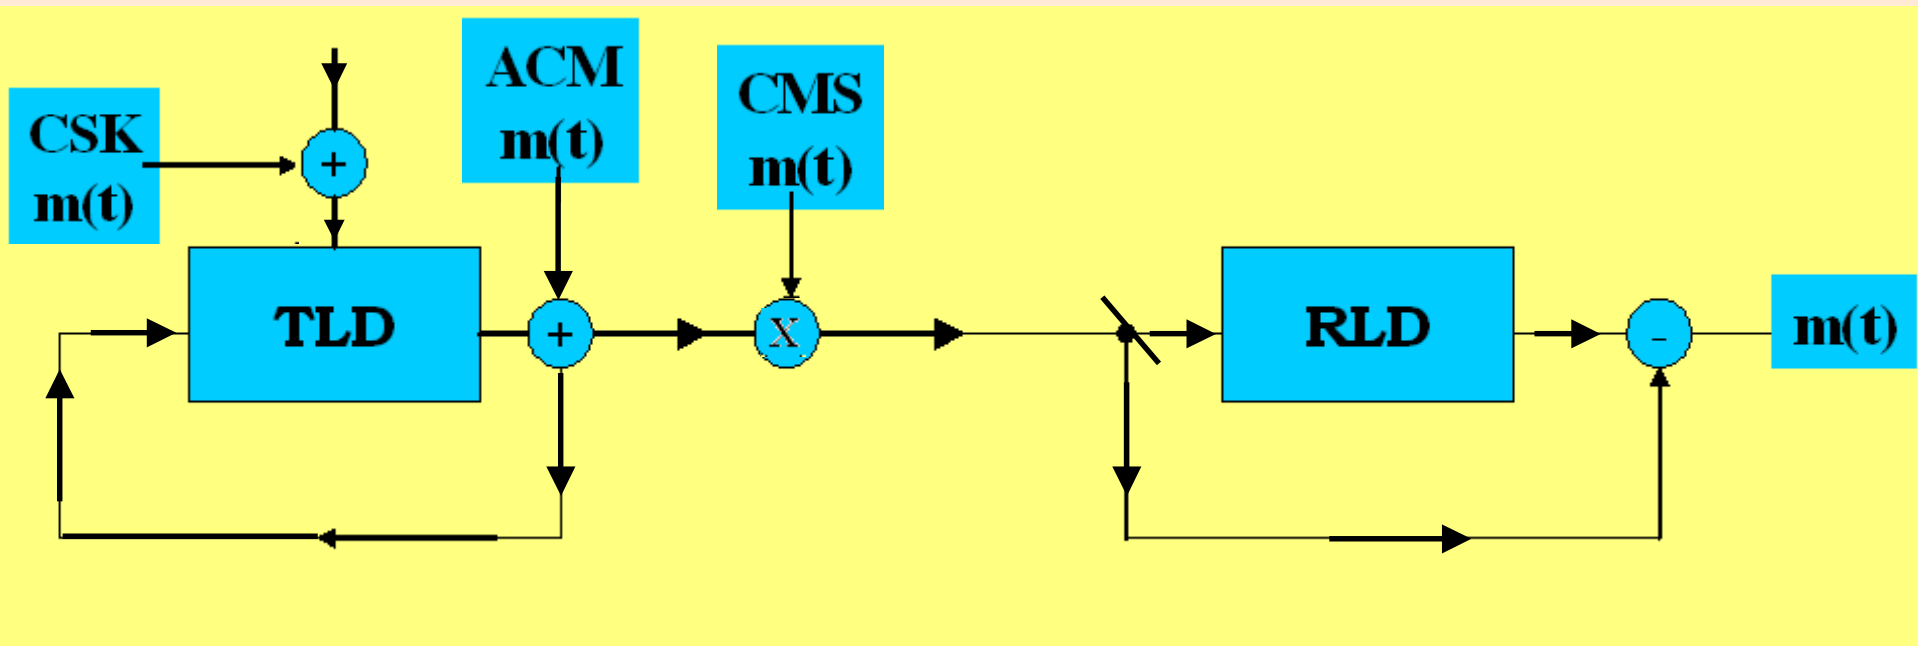 CSK
m(t)
+
ACM
m(t)
CMS
m(t)
TLD
+
X
RLD
-
m(t)